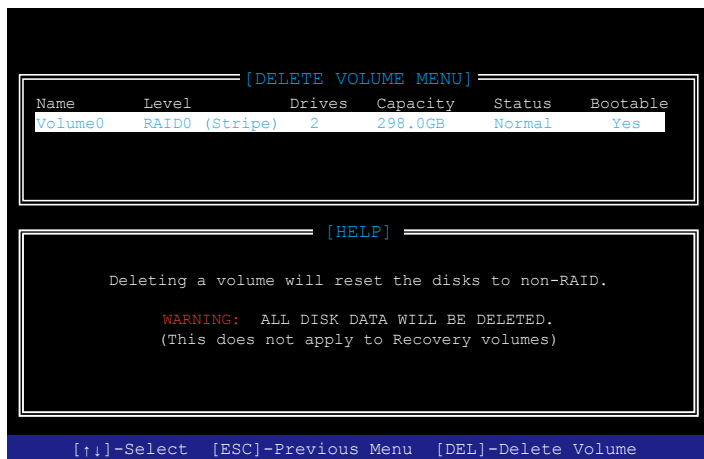 [DELETE VOLUME MENU]
Name Level Drives Capacity Status Bootable
Volume0 RAID0 (Stripe) 2 298.0GB Normal Yes
[HELP]
Deleting a volume will reset the disks to non-RAID.
WARNING: ALL DISK DATA WILL BE DELETED.
(This does not apply to Recovery volumes)
[↑↓]-Select [ESC]-Previous Menu [DEL]-Delete Volume